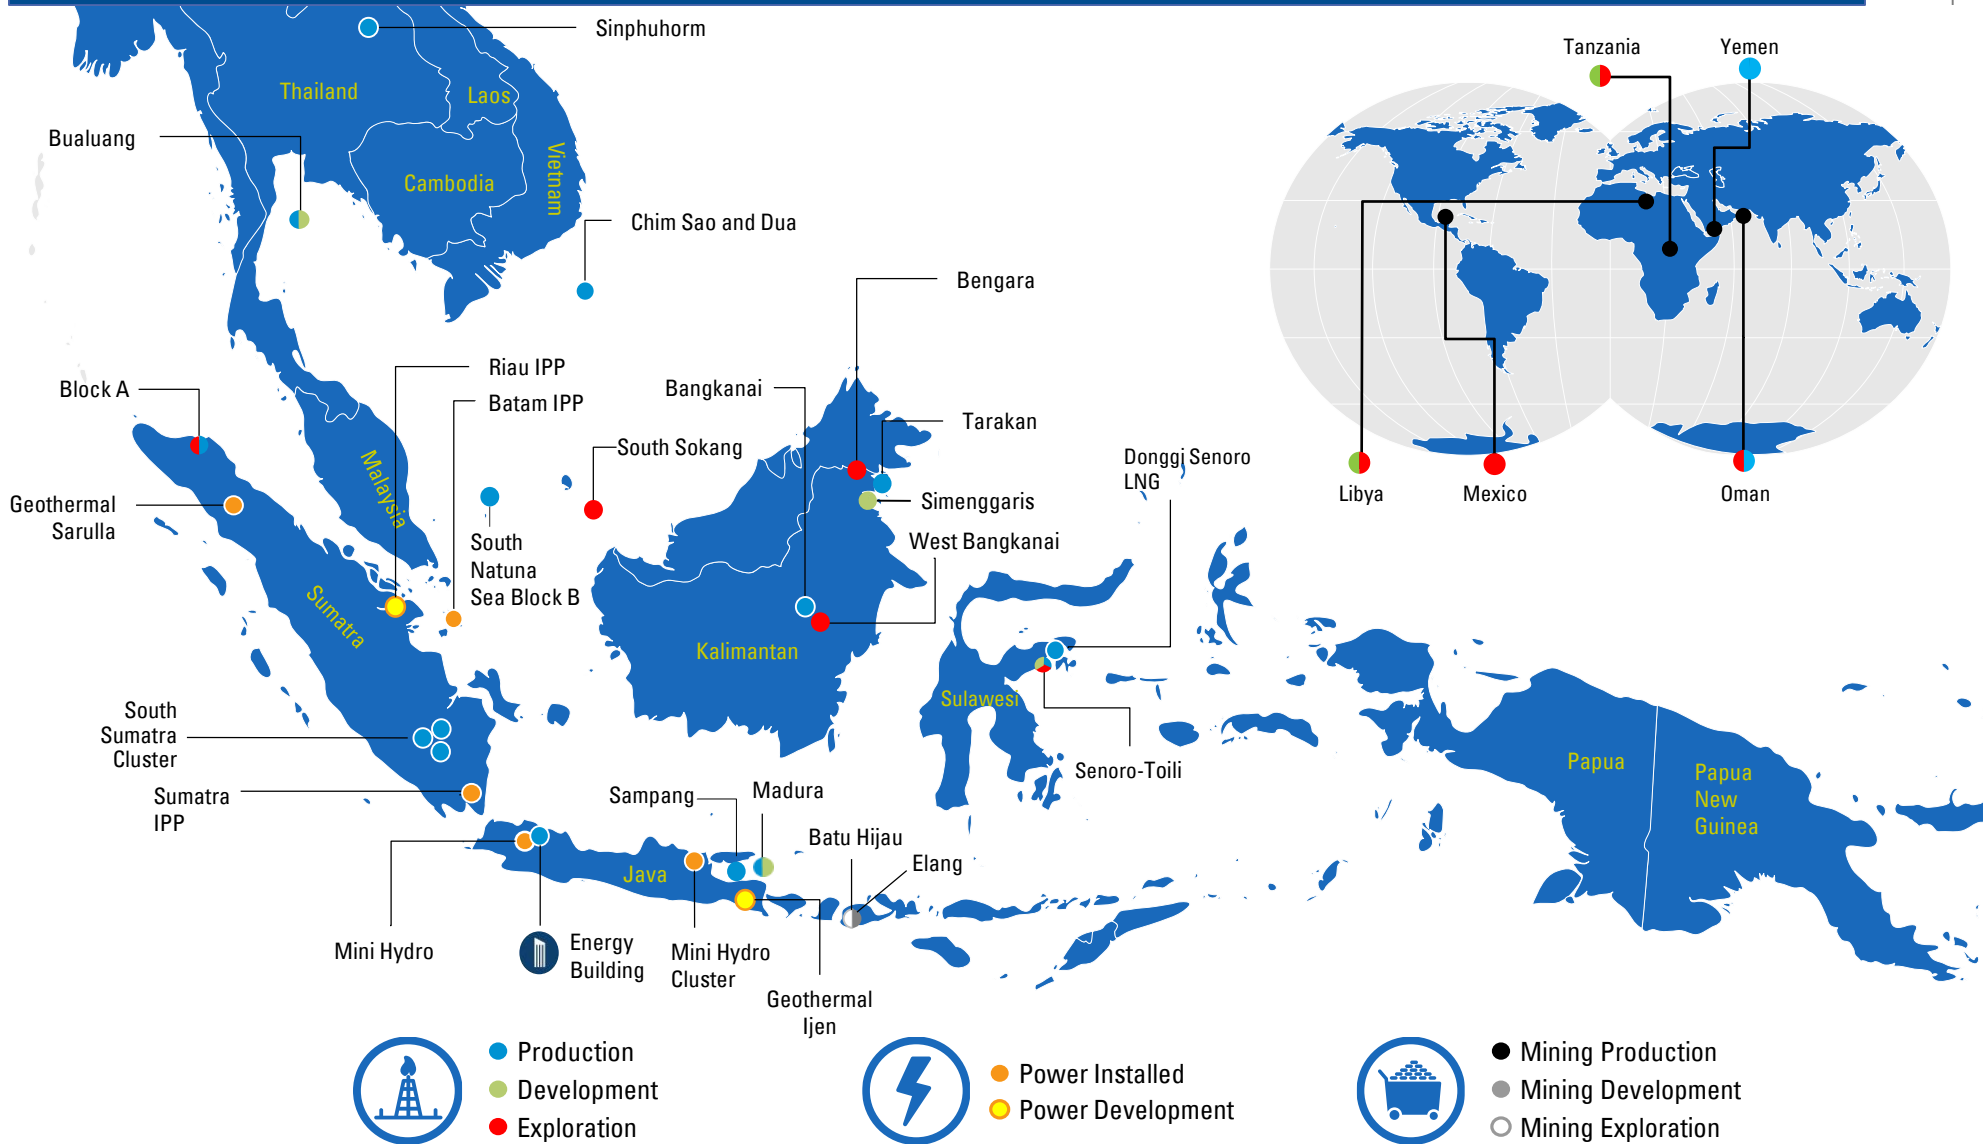 Sinphuhorm
Tanzania
Yemen
Thailand
Laos
Bualuang
Vietnam
Cambodia
Chim Sao and Dua
Bengara
Riau IPP
Block A
Bangkanai
Batam IPP
Tarakan
South Sokang
Donggi Senoro
LNG
Malaysia
Libya
Mexico
Oman
Geothermal
Sarulla
Simenggaris
South
Natuna
Sea Block B
West Bangkanai
Sumatra
Kalimantan
Sulawesi
South
Sumatra
Cluster
Senoro-Toili
Papua
Papua
New
Guinea
Sumatra
IPP
Sampang
Madura
Batu Hijau
Elang
Java
Mini Hydro
Energy
Building
Mini Hydro
Cluster
Geothermal
Ijen
Production
Development
Exploration
Power Installed
Power Development
Mining Production
Mining Development
Mining Exploration